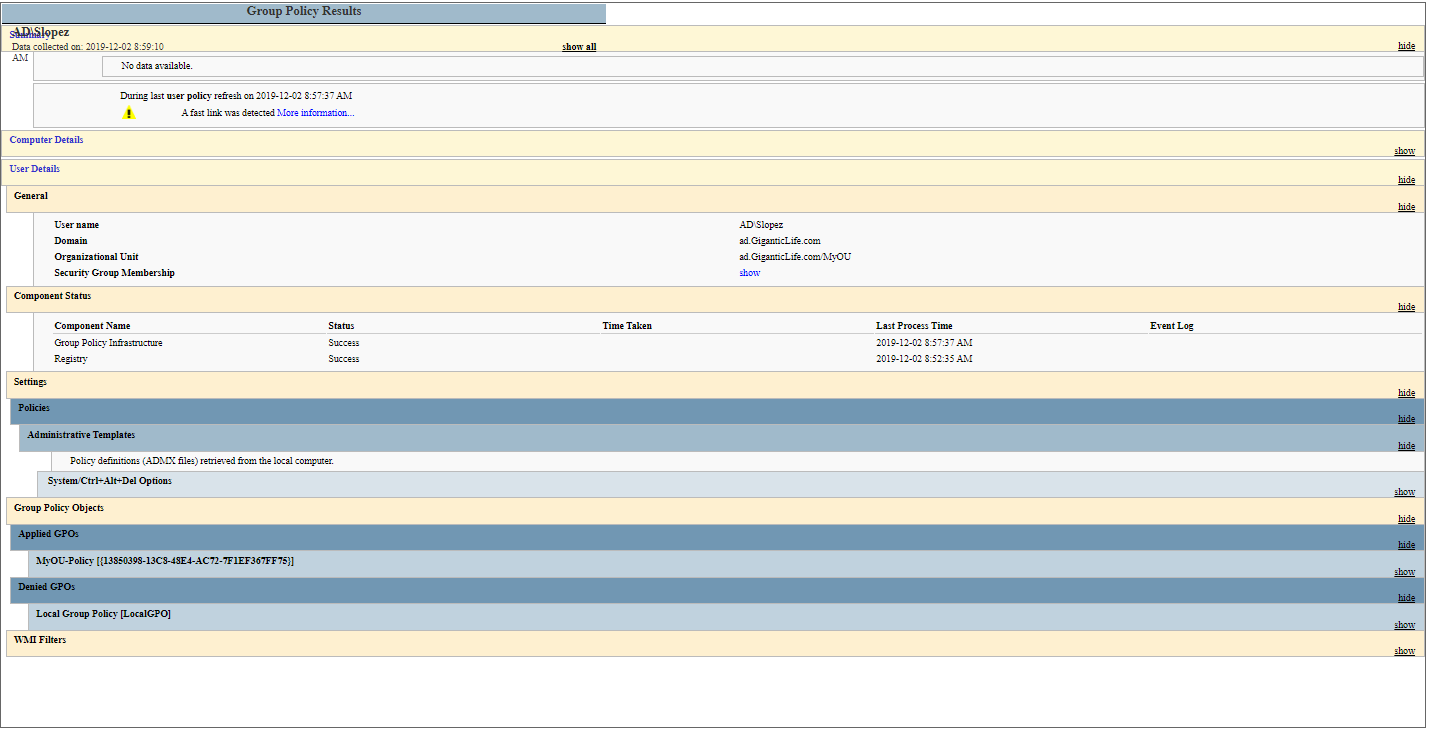 Group Policy Results
AD\Slopez
Summary
Data collected on: 2019-12-02 8:59:10 AM
show all
hide
No data available.
During last user policy refresh on 2019-12-02 8:57:37 AM
A fast link was detected More information...
Computer Details
show
User Details
hide
General
hide
User name AD\Slopez
Domain ad.GiganticLife.com
Organizational Unit ad.GiganticLife.com/MyOU
Security Group Membership show
Component Status
hide
Component Name Status Time Taken Last Process Time Event Log
Group Policy Infrastructure Success 2019-12-02 8:57:37 AM
Registry Success 2019-12-02 8:52:35 AM
Settings
hide
Policies
hide
Administrative Templates
hide
Policy definitions (ADMX files) retrieved from the local computer.
System/Ctrl+Alt+Del Options
show
Group Policy Objects
hide
Applied GPOs
hide
MyOU-Policy [{13850398-13C8-48E4-AC72-7F1EF367FF75}]
show
Denied GPOs
hide
Local Group Policy [LocalGPO]
show
WMI Filters
show